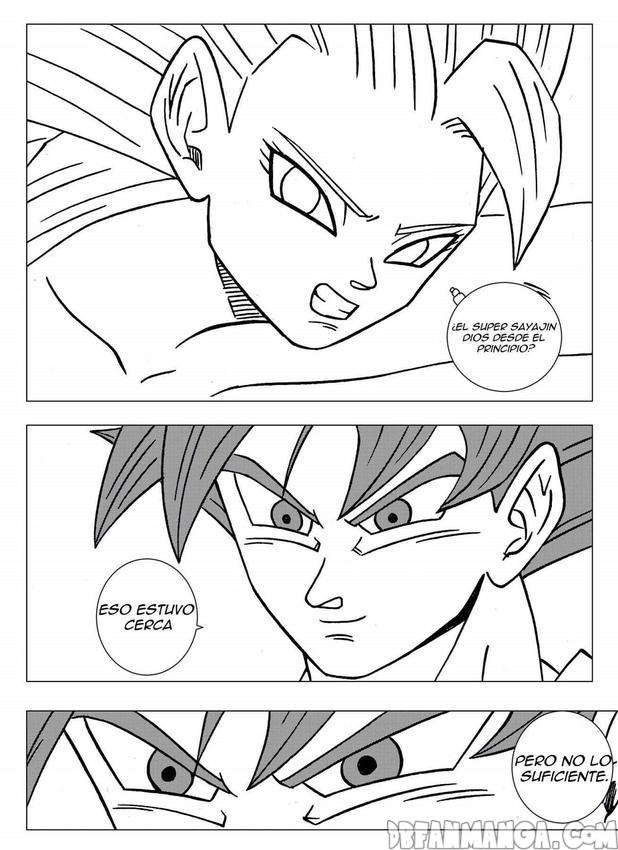 ¿EL SUPER SAYAJIN
DIOS DESDE EL
PRINCIPIO?
ESO ESTUVO
CERCA
PERO NO LO
SUFICIENTE.
DBFANMANGA.COM